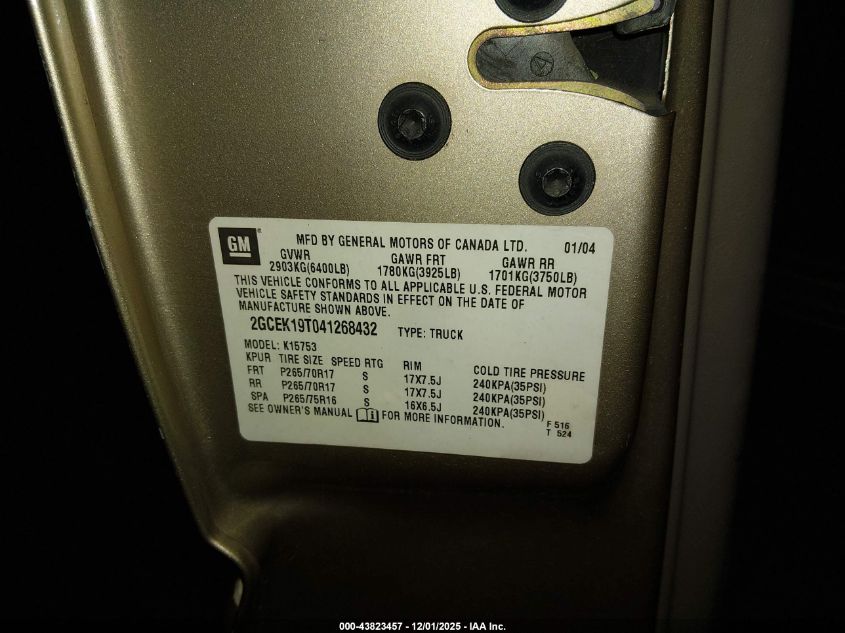 GM MFD BY GENERAL MOTORS OF CANADA LTD. 01/04
GVWR GAWR FRT GAWR RR
2903KG(6400LB) 1780KG(3925LB) 1701KG(3750LB)
THIS VEHICLE CONFORMS TO ALL APPLICABLE U.S. FEDERAL MOTOR
VEHICLE SAFETY STANDARDS IN EFFECT ON THE DATE OF
MANUFACTURE SHOWN ABOVE.
2GCEK19T041268432 TYPE: TRUCK
MODEL: K15753
KPUR TIRE SIZE SPEED RTG RIM COLD TIRE PRESSURE
FRT P265/70R17 S 17X7.5J 240KPA(35PSI)
RR P265/70R17 S 17X7.5J 240KPA(35PSI)
SPA P265/75R16 S 16X6.5J 240KPA(35PSI)
SEE OWNER'S MANUAL FOR MORE INFORMATION. F 516
T 524
000-43823457 - 12/01/2025 - IAA Inc.